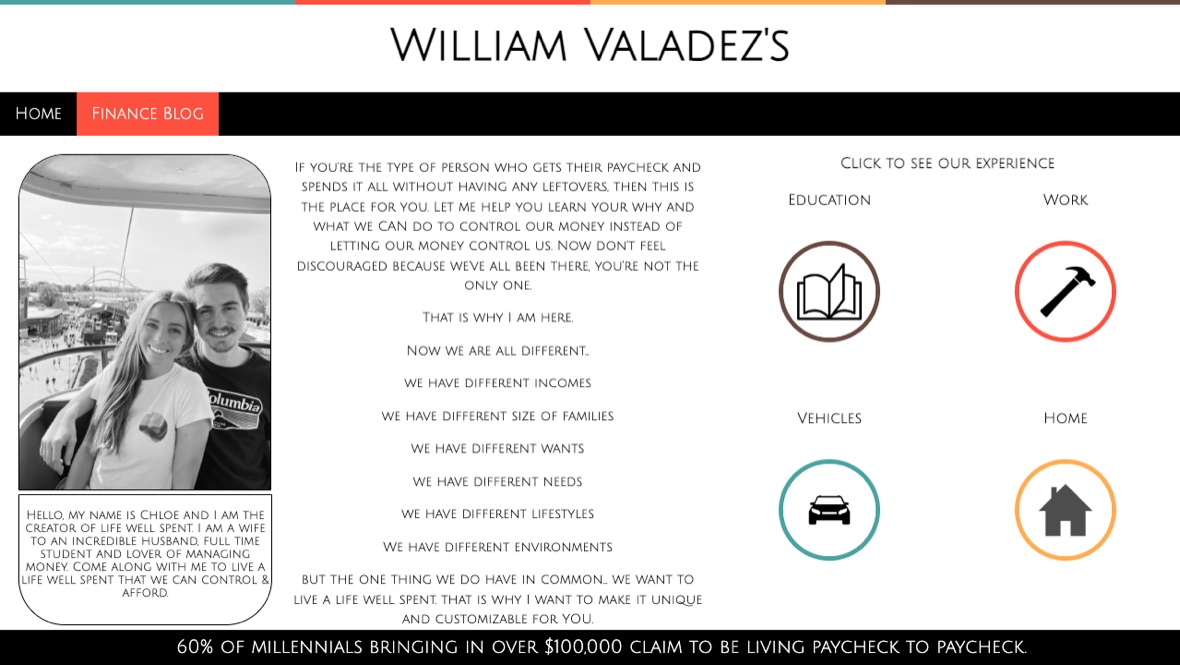 William Valadez's
Home
Finance Blog
If you're the type of person who gets their paycheck and
spends it all without having any leftovers, then this is
the place for you. Let me help you learn your why and
what we CAN do to control our money instead of
letting our money control us. Now don't feel
discouraged because we've all been there, you're not the
only one.
That is why I am here.
Now we are all different..
we have different incomes
we have different size of families
we have different wants
we have different needs
we have different lifestyles
We have different environments
but the one thing we do have in common.. we want to
live a life well spent. that is why I want to make it unique
and customizable for YOU.
Columbia
Hello, my name is Chloe and I am the
creator of life well spent. I am a wife
to an incredible husband, full time
student and lover of managing
money. Come along with me to live a
life well spent that we can control &
afford.
Click to see our experience
Education
Work
Vehicles
Home
60% of millennials bringing in over $100,000 claim to be living paycheck to paycheck.